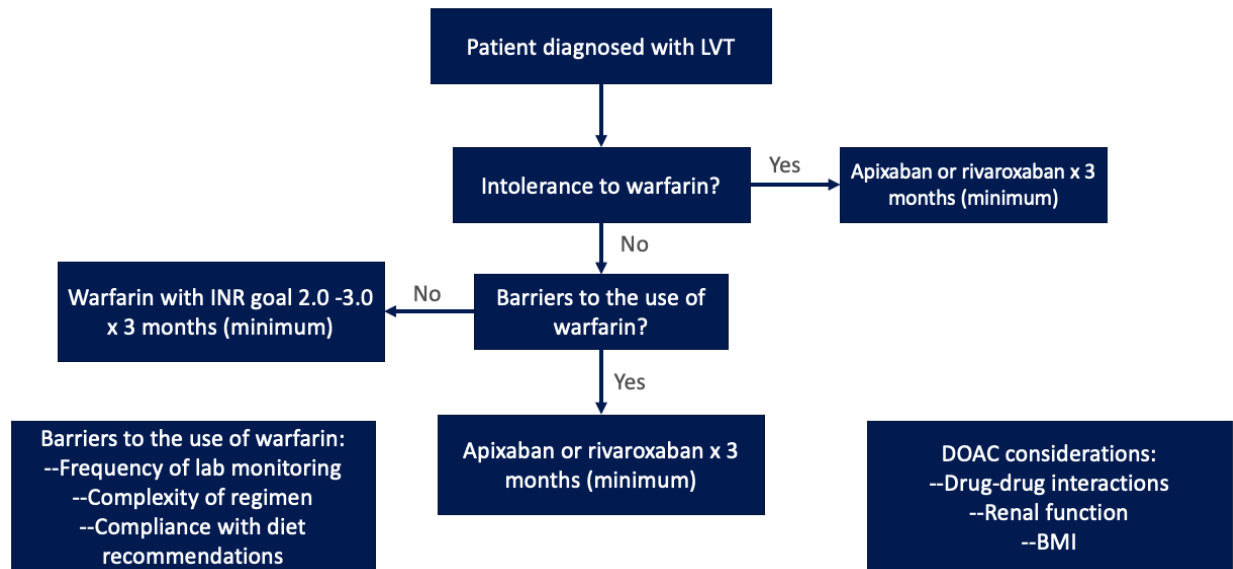 Patient diagnosed with LVT
Intolerance to warfarin?
Yes
Apixaban or rivaroxaban x 3
months (minimum)
No
Warfarin with INR goal 2.0 -3.0
x 3 months (minimum)
No
Barriers to the use of
warfarin?
Yes
Apixaban or rivaroxaban x 3
months (minimum)
Barriers to the use of warfarin:
--Frequency of lab monitoring
--Complexity of regimen
--Compliance with diet
recommendations
DOAC considerations:
--Drug-drug interactions
--Renal function
--BMI